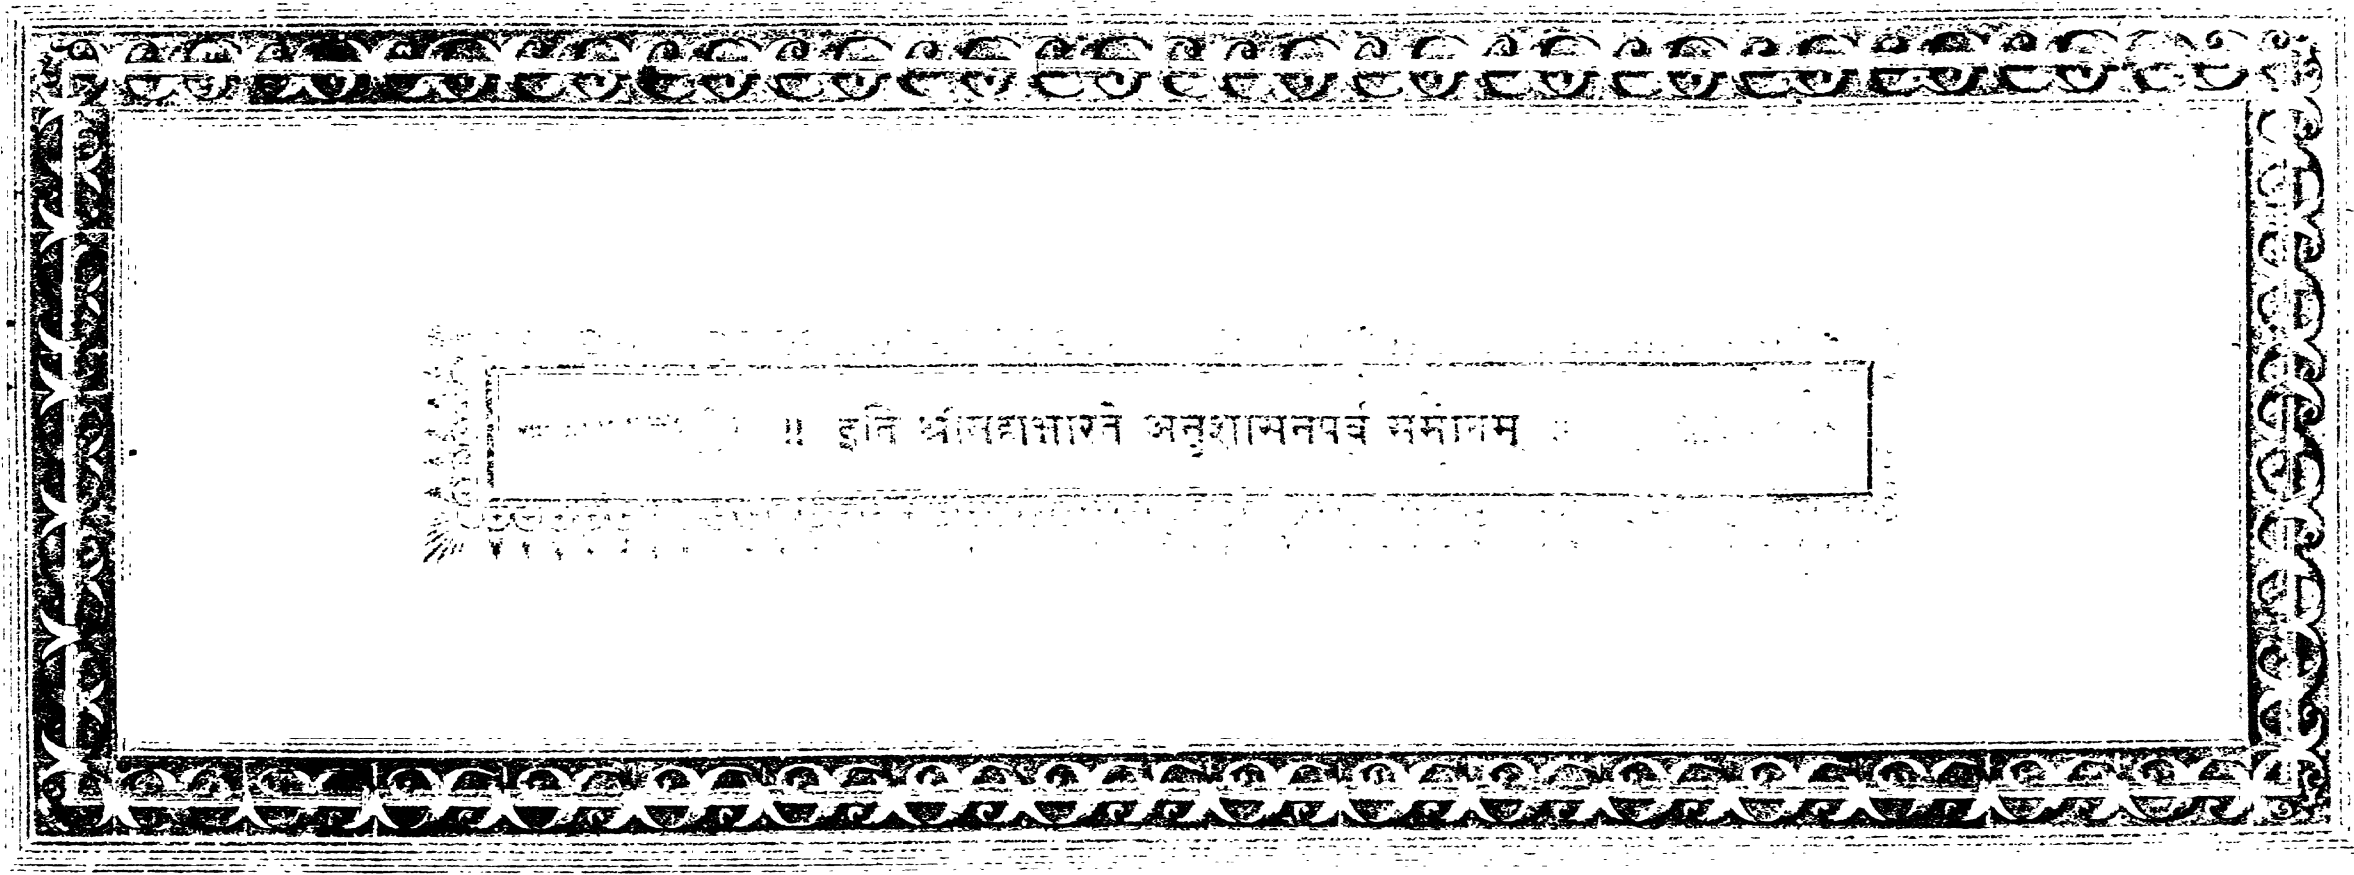 ॥ इति श्रीमहाभारते अनुशासनपर्व समाप्तम् ॥